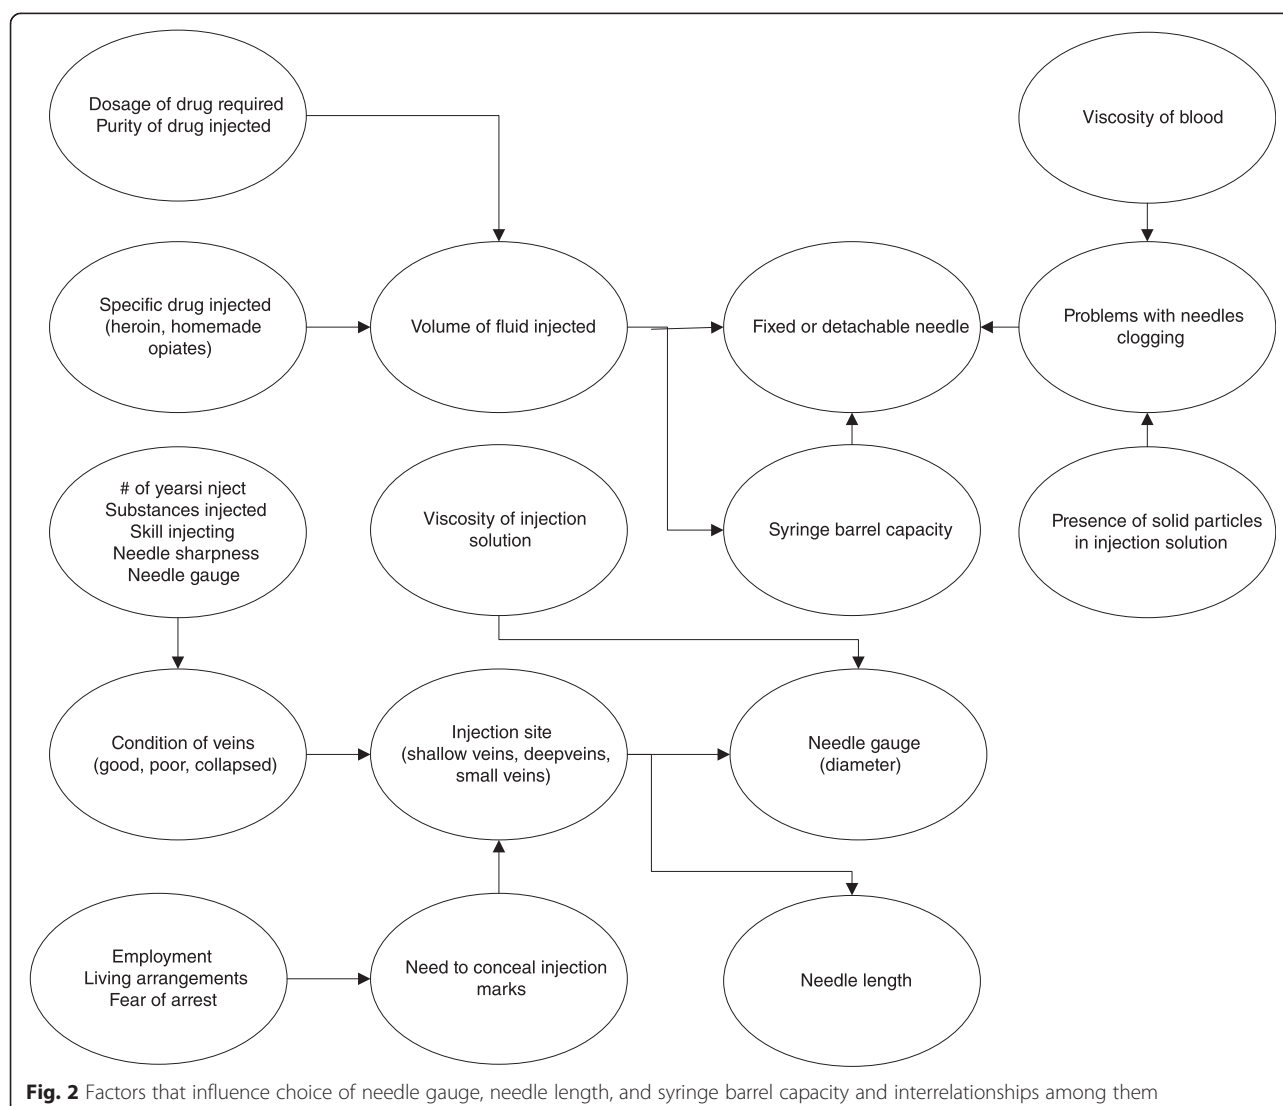 Dosage of drug required
Purity of drug injected
Viscosity of blood
Specific drug injected
(heroin, homemade
opiates)
Volume of fluid injected
Fixed or detachable needle
Problems with needles
clogging
# of yearsi nject
Substances injected
Skill injecting
Needle sharpness
Needle gauge
Viscosity of injection
solution
Syringe barrel capacity
Presence of solid particles
in injection solution
Condition of veins
(good, poor, collapsed)
Injection site
(shallow veins, deepveins,
small veins)
Needle gauge
(diameter)
Employment
Living arrangements
Fear of arrest
Need to conceal injection
marks
Needle length
Fig. 2 Factors that influence choice of needle gauge, needle length, and syringe barrel capacity and interrelationships among them